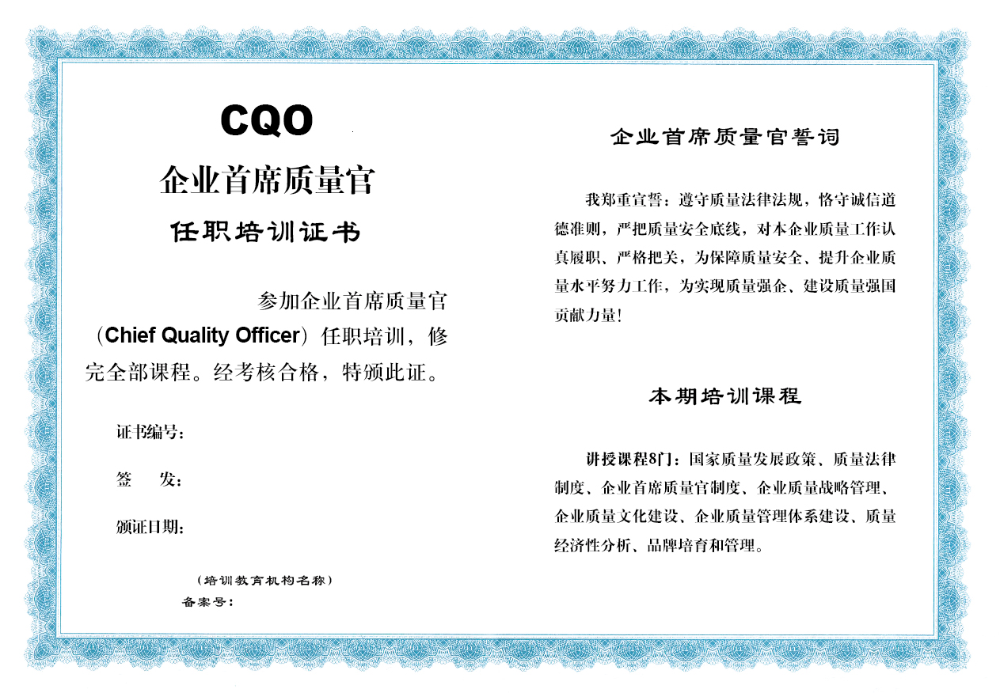 CQO
企业首席质量官
任职培训证书
参加企业首席质量官
（Chief Quality Officer）任职培训，修
完全部课程。经考核合格，特颁此证。
证书编号：
签 发：
颁证日期：
（培训教育机构名称）
备案号：
企业首席质量官誓词
我郑重宣誓：遵守质量法律法规，恪守诚信道
德准则，严把质量安全底线，对本企业质量工作认
真履职、严格把关，为保障质量安全、提升企业质
量水平努力工作，为实现质量强企、建设质量强国
贡献力量！
本期培训课程
讲授课程8门：国家质量发展政策、质量法律
制度、企业首席质量官制度、企业质量战略管理、
企业质量文化建设、企业质量管理体系建设、质量
经济性分析、品牌培育和管理。